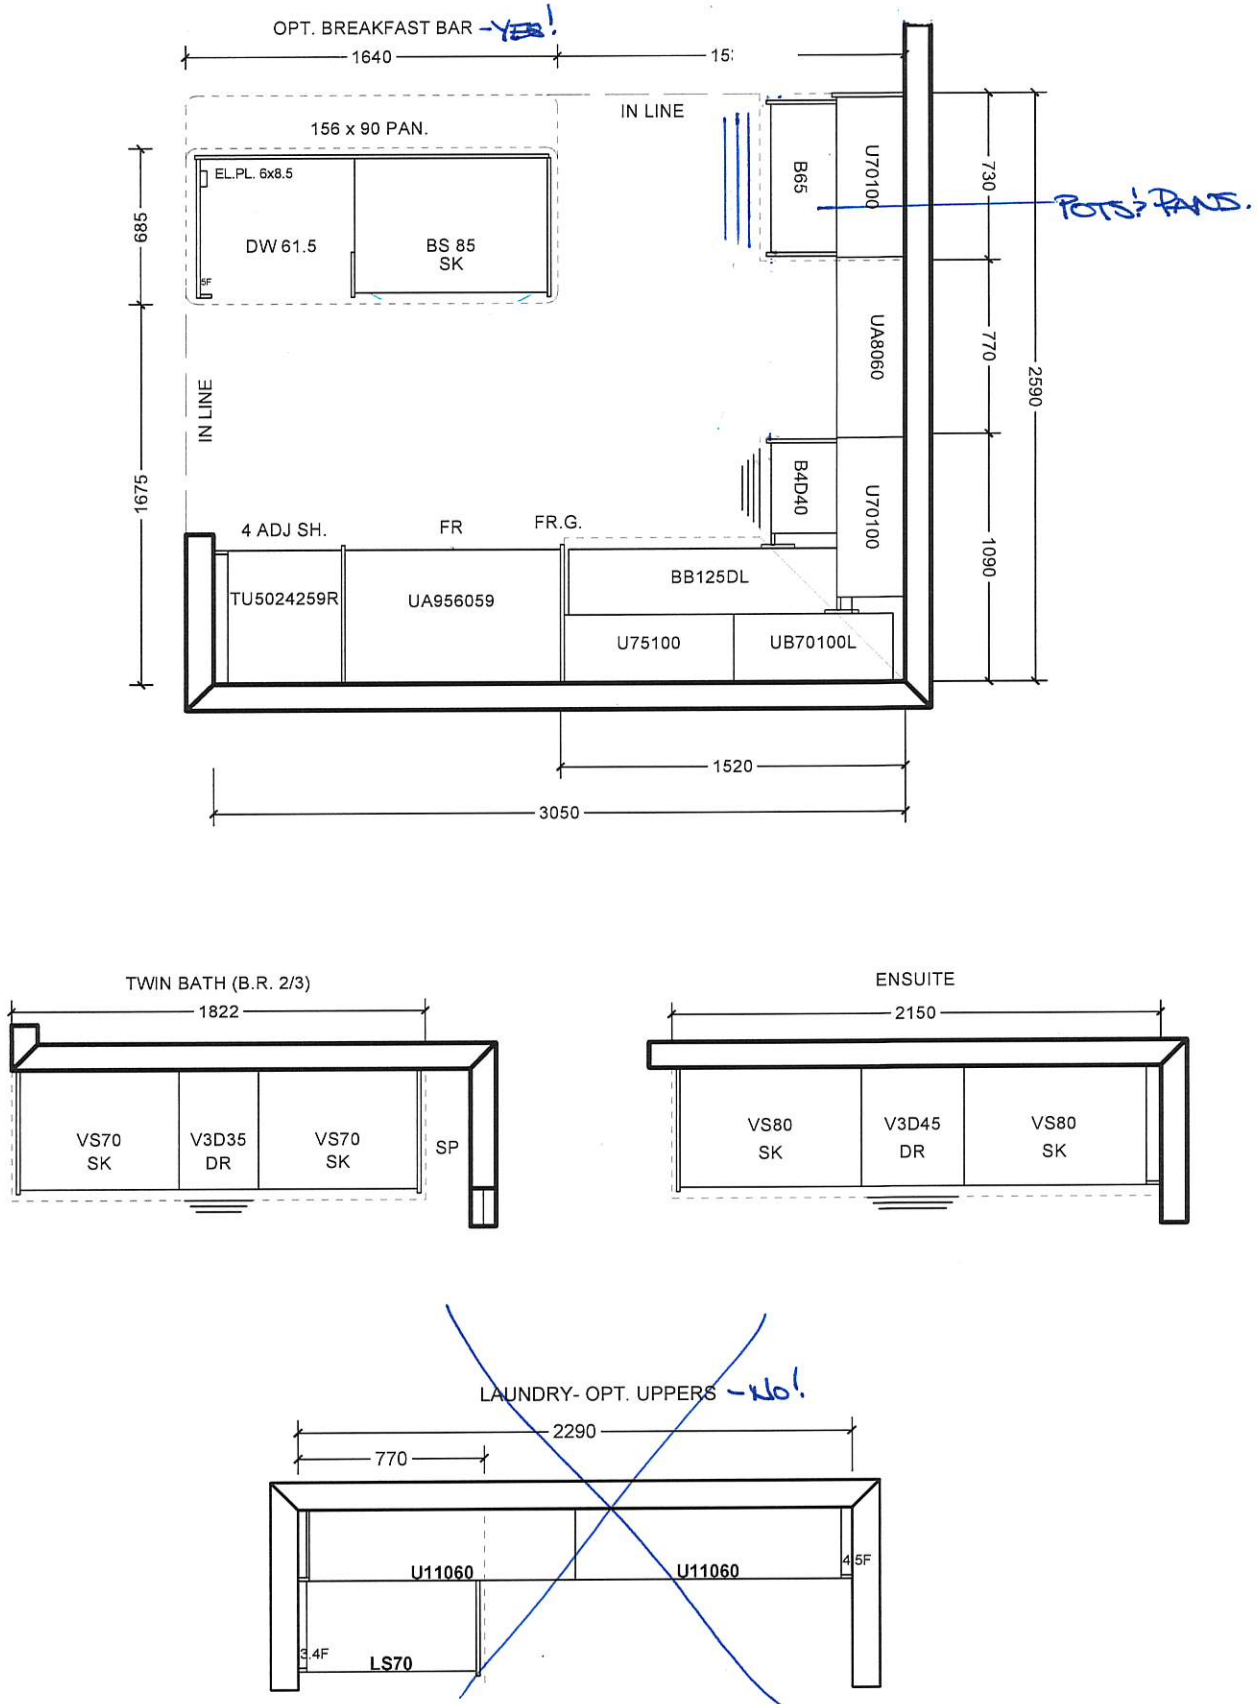 OPT. BREAKFAST BAR -YES!
1640
156 x 90 PAN.
IN LINE
EL.PL. 6x8.5
DW 61.5
BS 85
SK
5F
685
B65
U70100
730
POTS & PANS.
UA8060
770
2590
IN LINE
1675
B4D40
U70100
1090
4 ADJ SH.
FR
FR.G.
TU5024259R
UA956059
BB125DL
U75100
UB70100L
1520
3050
TWIN BATH (B.R. 2/3)
1822
VS70
SK
V3D35
DR
VS70
SK
SP
ENSUITE
2150
VS80
SK
V3D45
DR
VS80
SK
LAUNDRY- OPT. UPPERS -NO!
2290
770
U11060
U11060
4.5F
3.4F
LS70